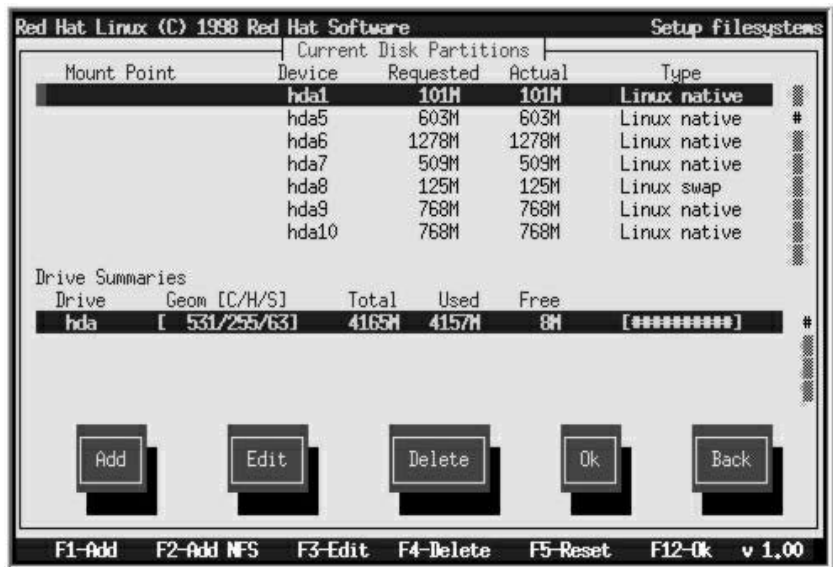 Red Hat Linux (C) 1998 Red Hat Software Setup filesystems
Current Disk Partitions
Mount Point Device Requested Actual Type
hda1 101M 101M Linux native
hda5 603M 603M Linux native
hda6 1278M 1278M Linux native
hda7 509M 509M Linux native
hda8 125M 125M Linux swap
hda9 768M 768M Linux native
hda10 768M 768M Linux native
Drive Summaries
Drive Geom [C/H/S] Total Used Free
hda [ 531/255/63] 4165M 4157M 8M [##########]
Add Edit Delete Ok Back
F1-Add F2-Add NFS F3-Edit F4-Delete F5-Reset F12-Ok v 1.00